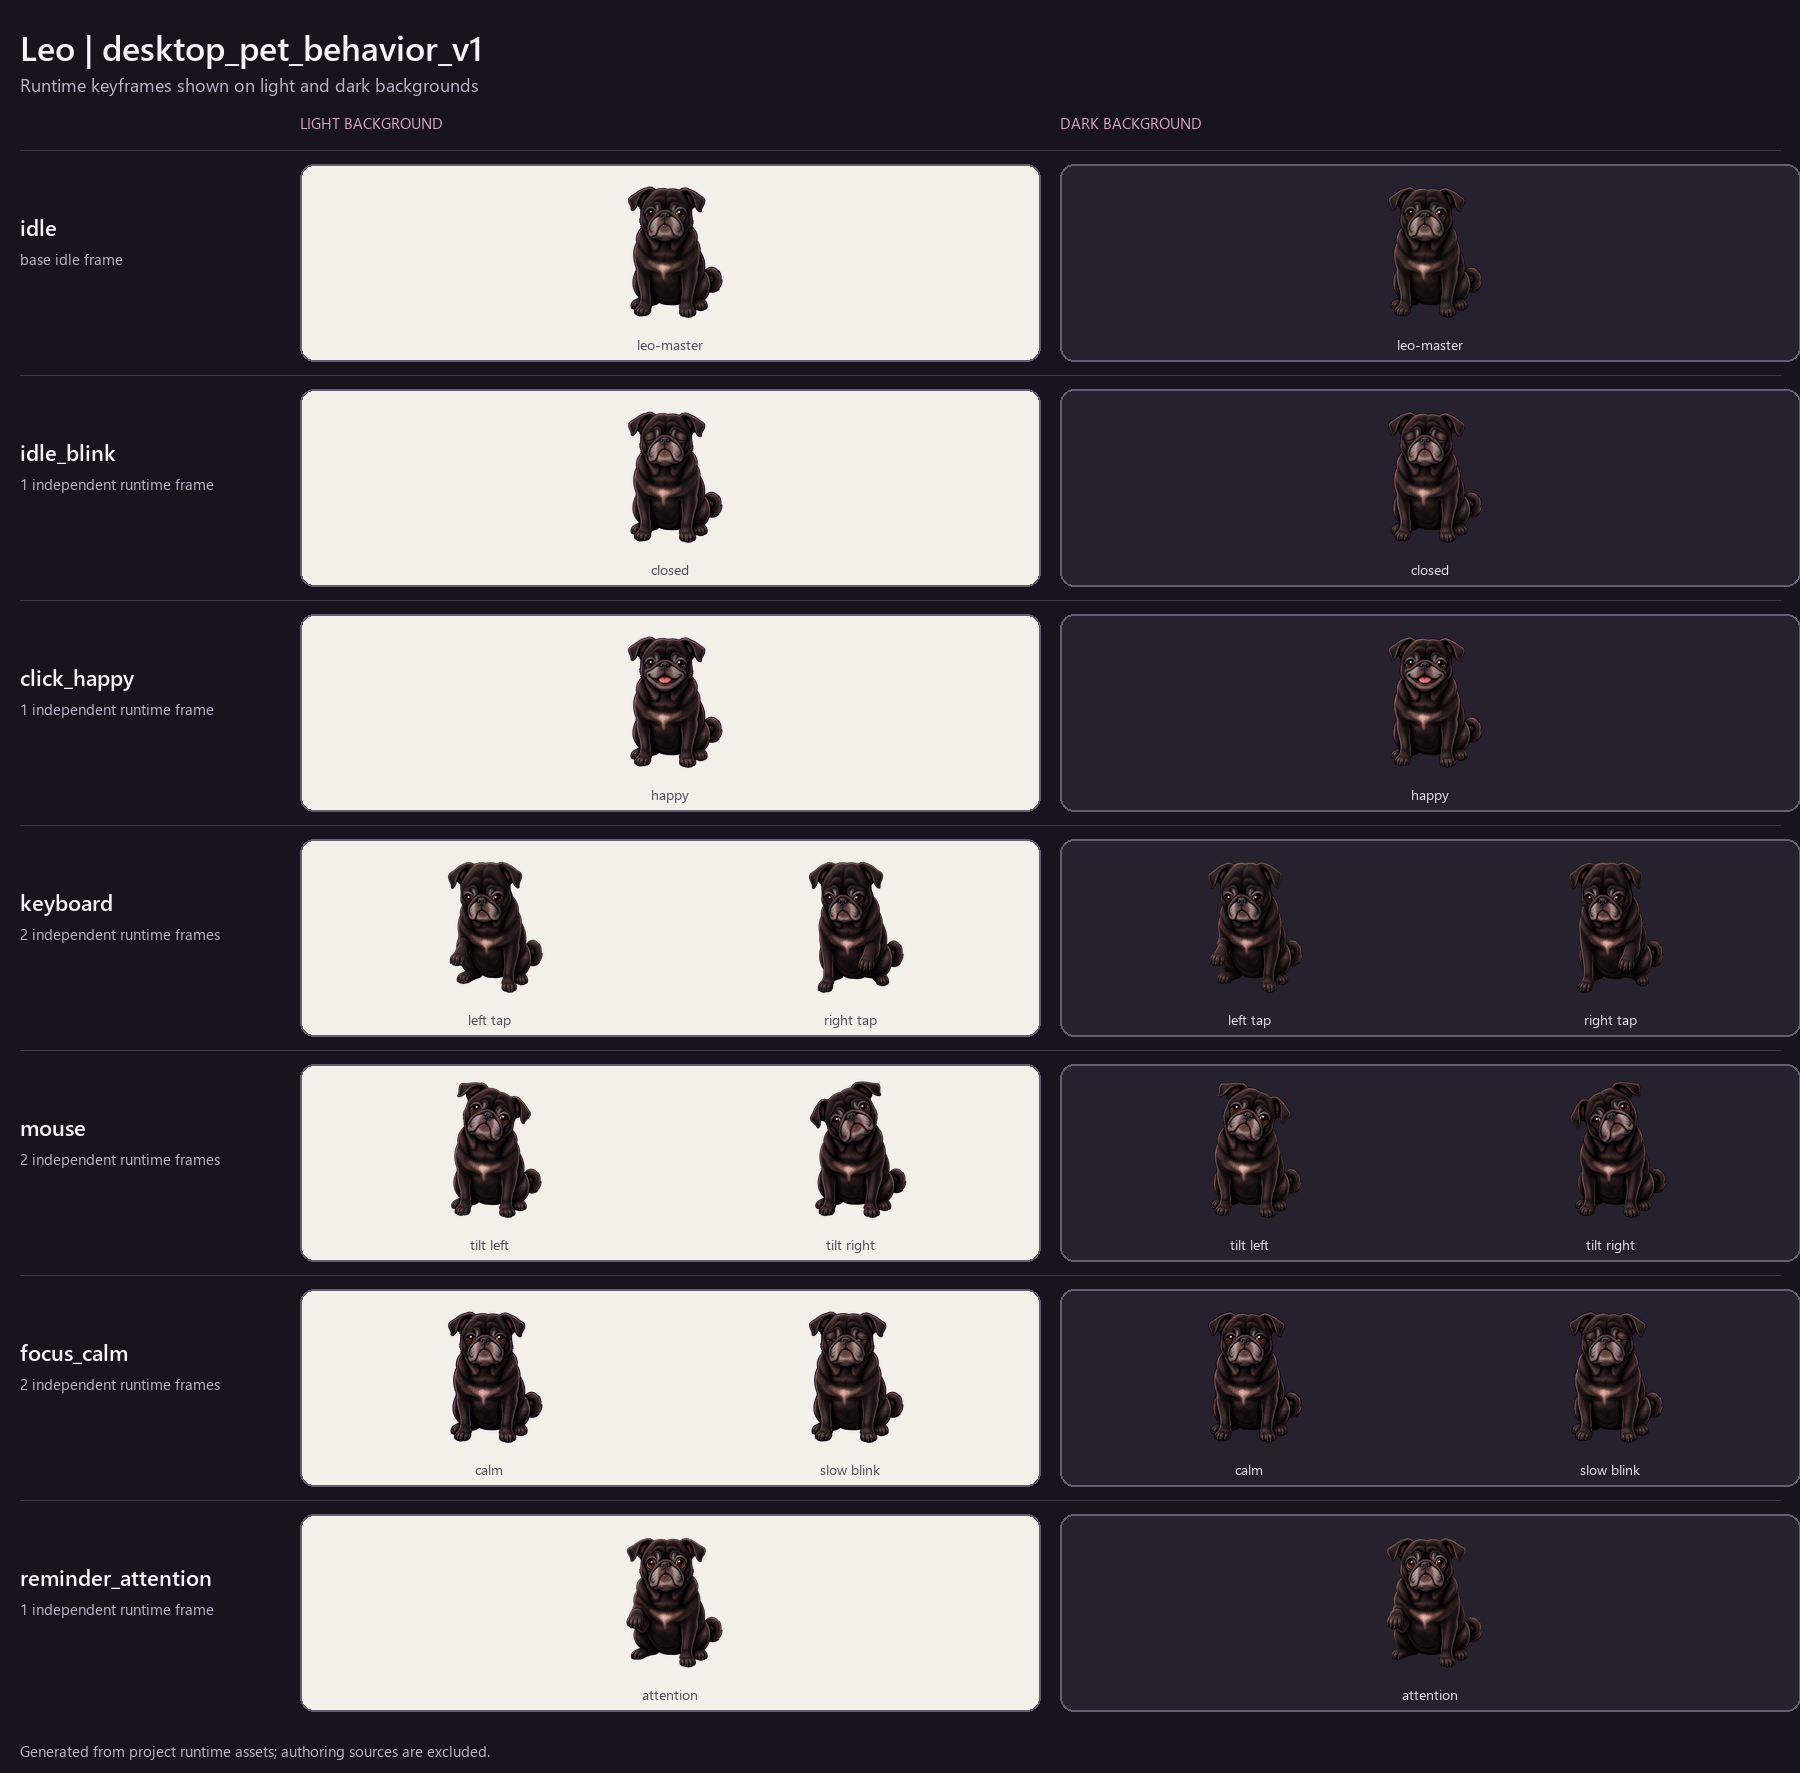 Leo | desktop_pet_behavior_v1
Runtime keyframes shown on light and dark backgrounds
LIGHT BACKGROUND
DARK BACKGROUND
idle
base idle frame
leo-master
leo-master
idle_blink
1 independent runtime frame
closed
closed
click_happy
1 independent runtime frame
happy
happy
keyboard
2 independent runtime frames
left tap
right tap
left tap
right tap
mouse
2 independent runtime frames
tilt left
tilt right
tilt left
tilt right
focus_calm
2 independent runtime frames
calm
slow blink
calm
slow blink
reminder_attention
1 independent runtime frame
attention
attention
Generated from project runtime assets; authoring sources are excluded.